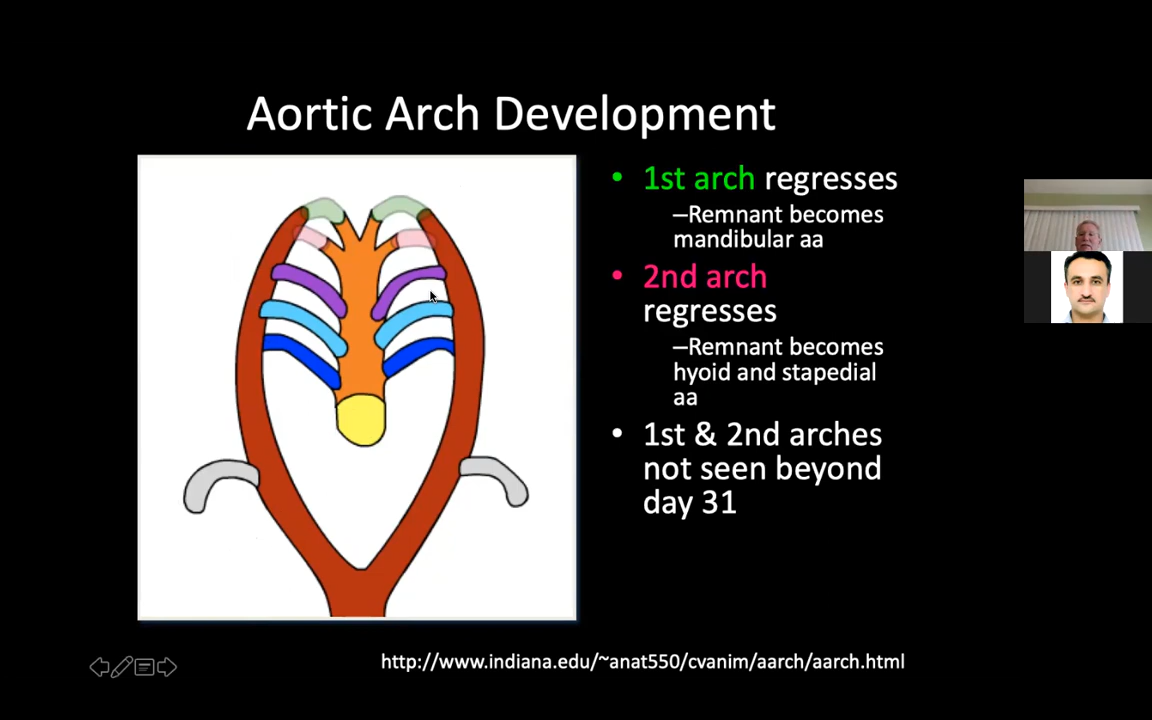 Aortic Arch Development
• 1st arch regresses
–Remnant becomes
mandibular aa
• 2nd arch
regresses
–Remnant becomes
hyoid and stapedial
aa
• 1st & 2nd arches
not seen beyond
day 31
http://www.indiana.edu/~anat550/cvanim/aarch/aarch.html